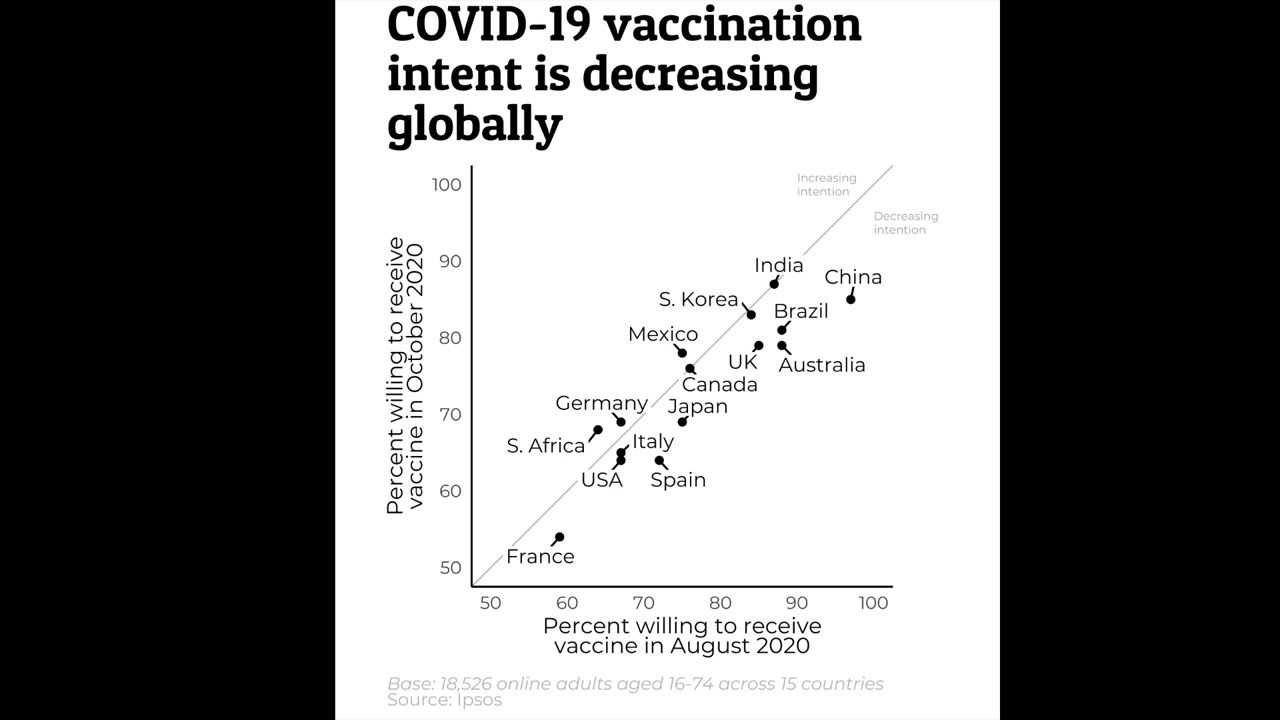 COVID-19 vaccination
intent is decreasing
globally
100
90
80
70
60
50
Percent willing to receive
vaccine in October 2020
Increasing
intention
Decreasing
intention
India
China
S. Korea
Brazil
Mexico
UK
Australia
Canada
Germany
Japan
S. Africa
Italy
USA
Spain
France
50 60 70 80 90 100
Percent willing to receive
vaccine in August 2020
Base: 18,526 online adults aged 16-74 across 15 countries
Source: Ipsos